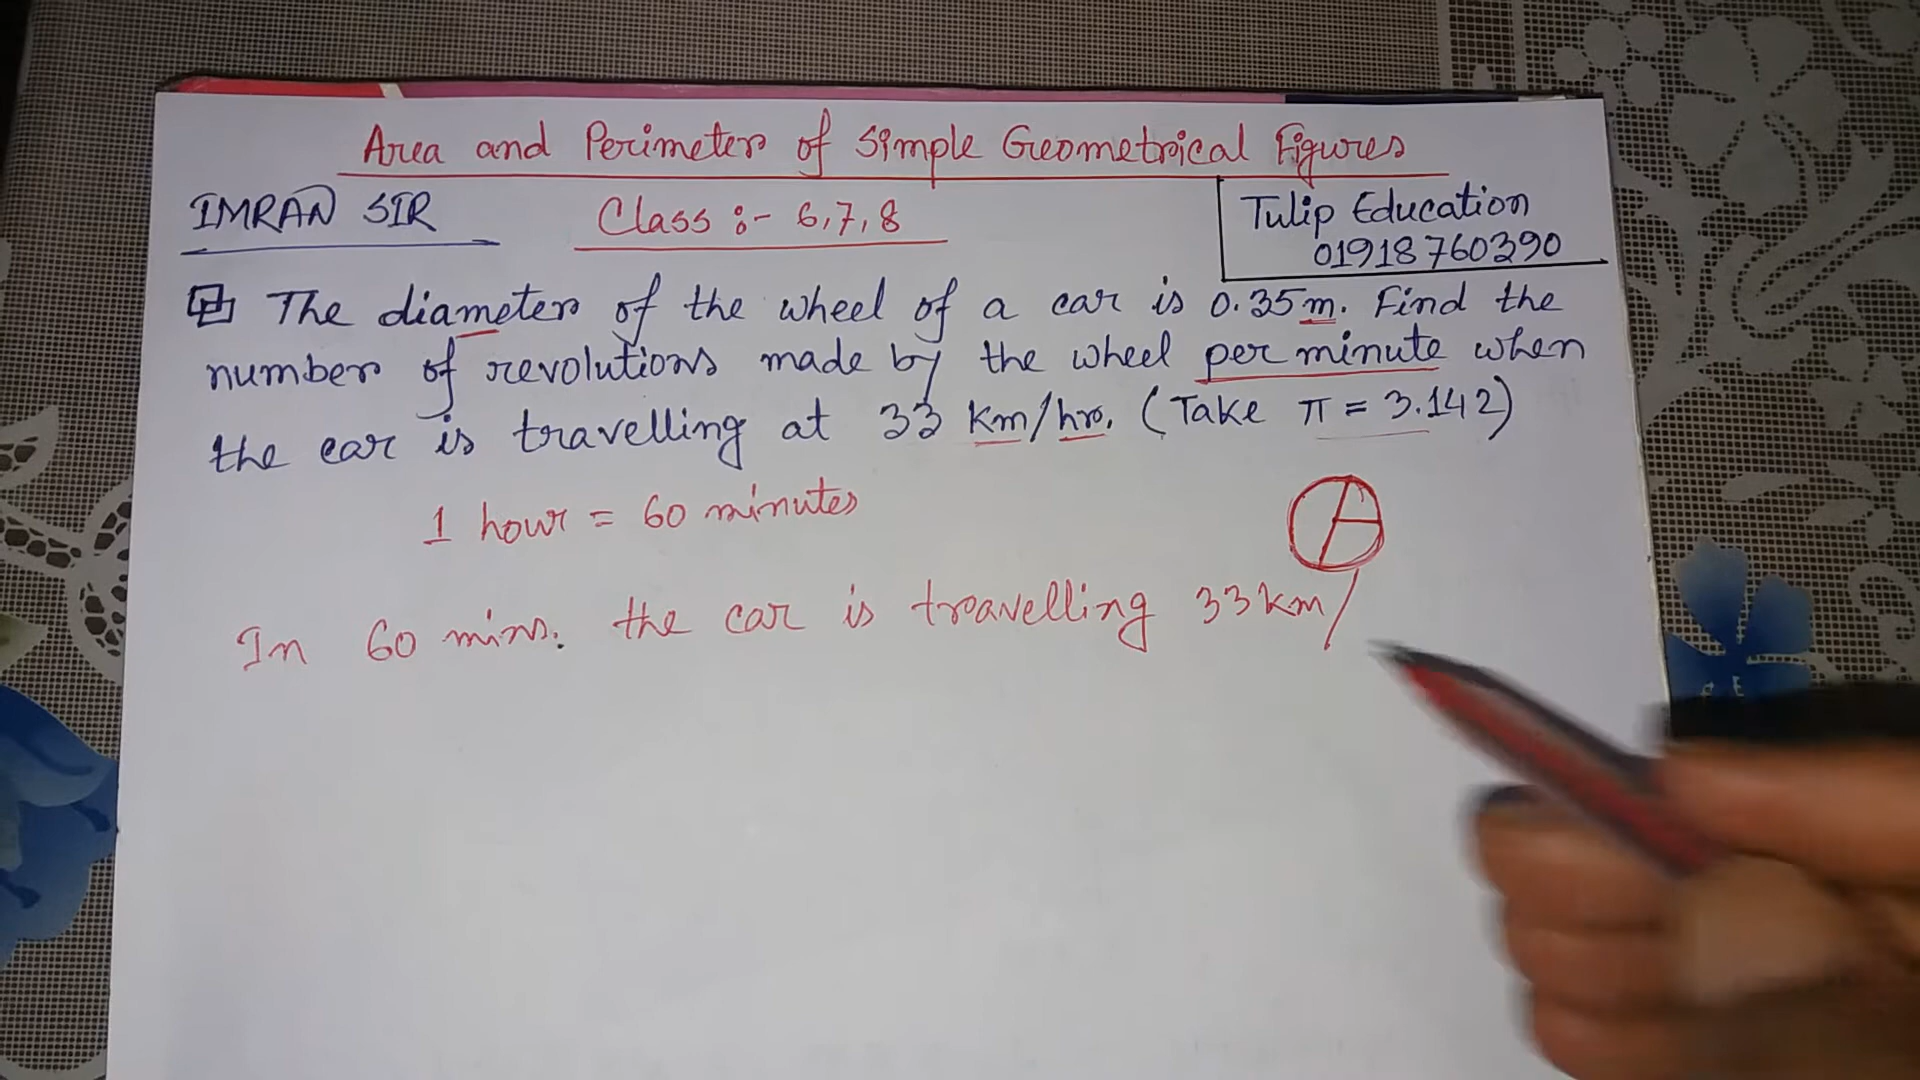 Area and Perimeter of Simple Geometrical Figures
IMRAN SIR
Class :- 6,7,8
Tulip Education
01918760390
The diameter of the wheel of a car is 0.35m. Find the
number of revolutions made by the wheel per minute when
the car is travelling at 33 km/hr. (Take π = 3.142)
1 hour = 60 minutes
In 60 mins. the car is travelling 33km/